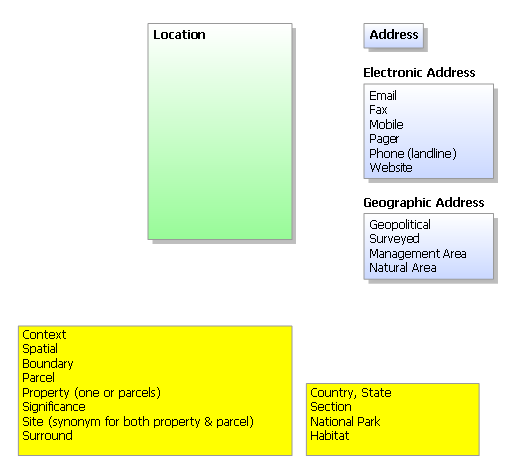 Location
Address
Electronic Address
Email
Fax
Mobile
Pager
Phone (landline)
Website
Geographic Address
Geopolitical
Surveyed
Management Area
Natural Area
Context
Spatial
Boundary
Parcel
Property (one or parcels)
Significance
Site (synonym for both property & parcel)
Surround
Country, State
Section
National Park
Habitat